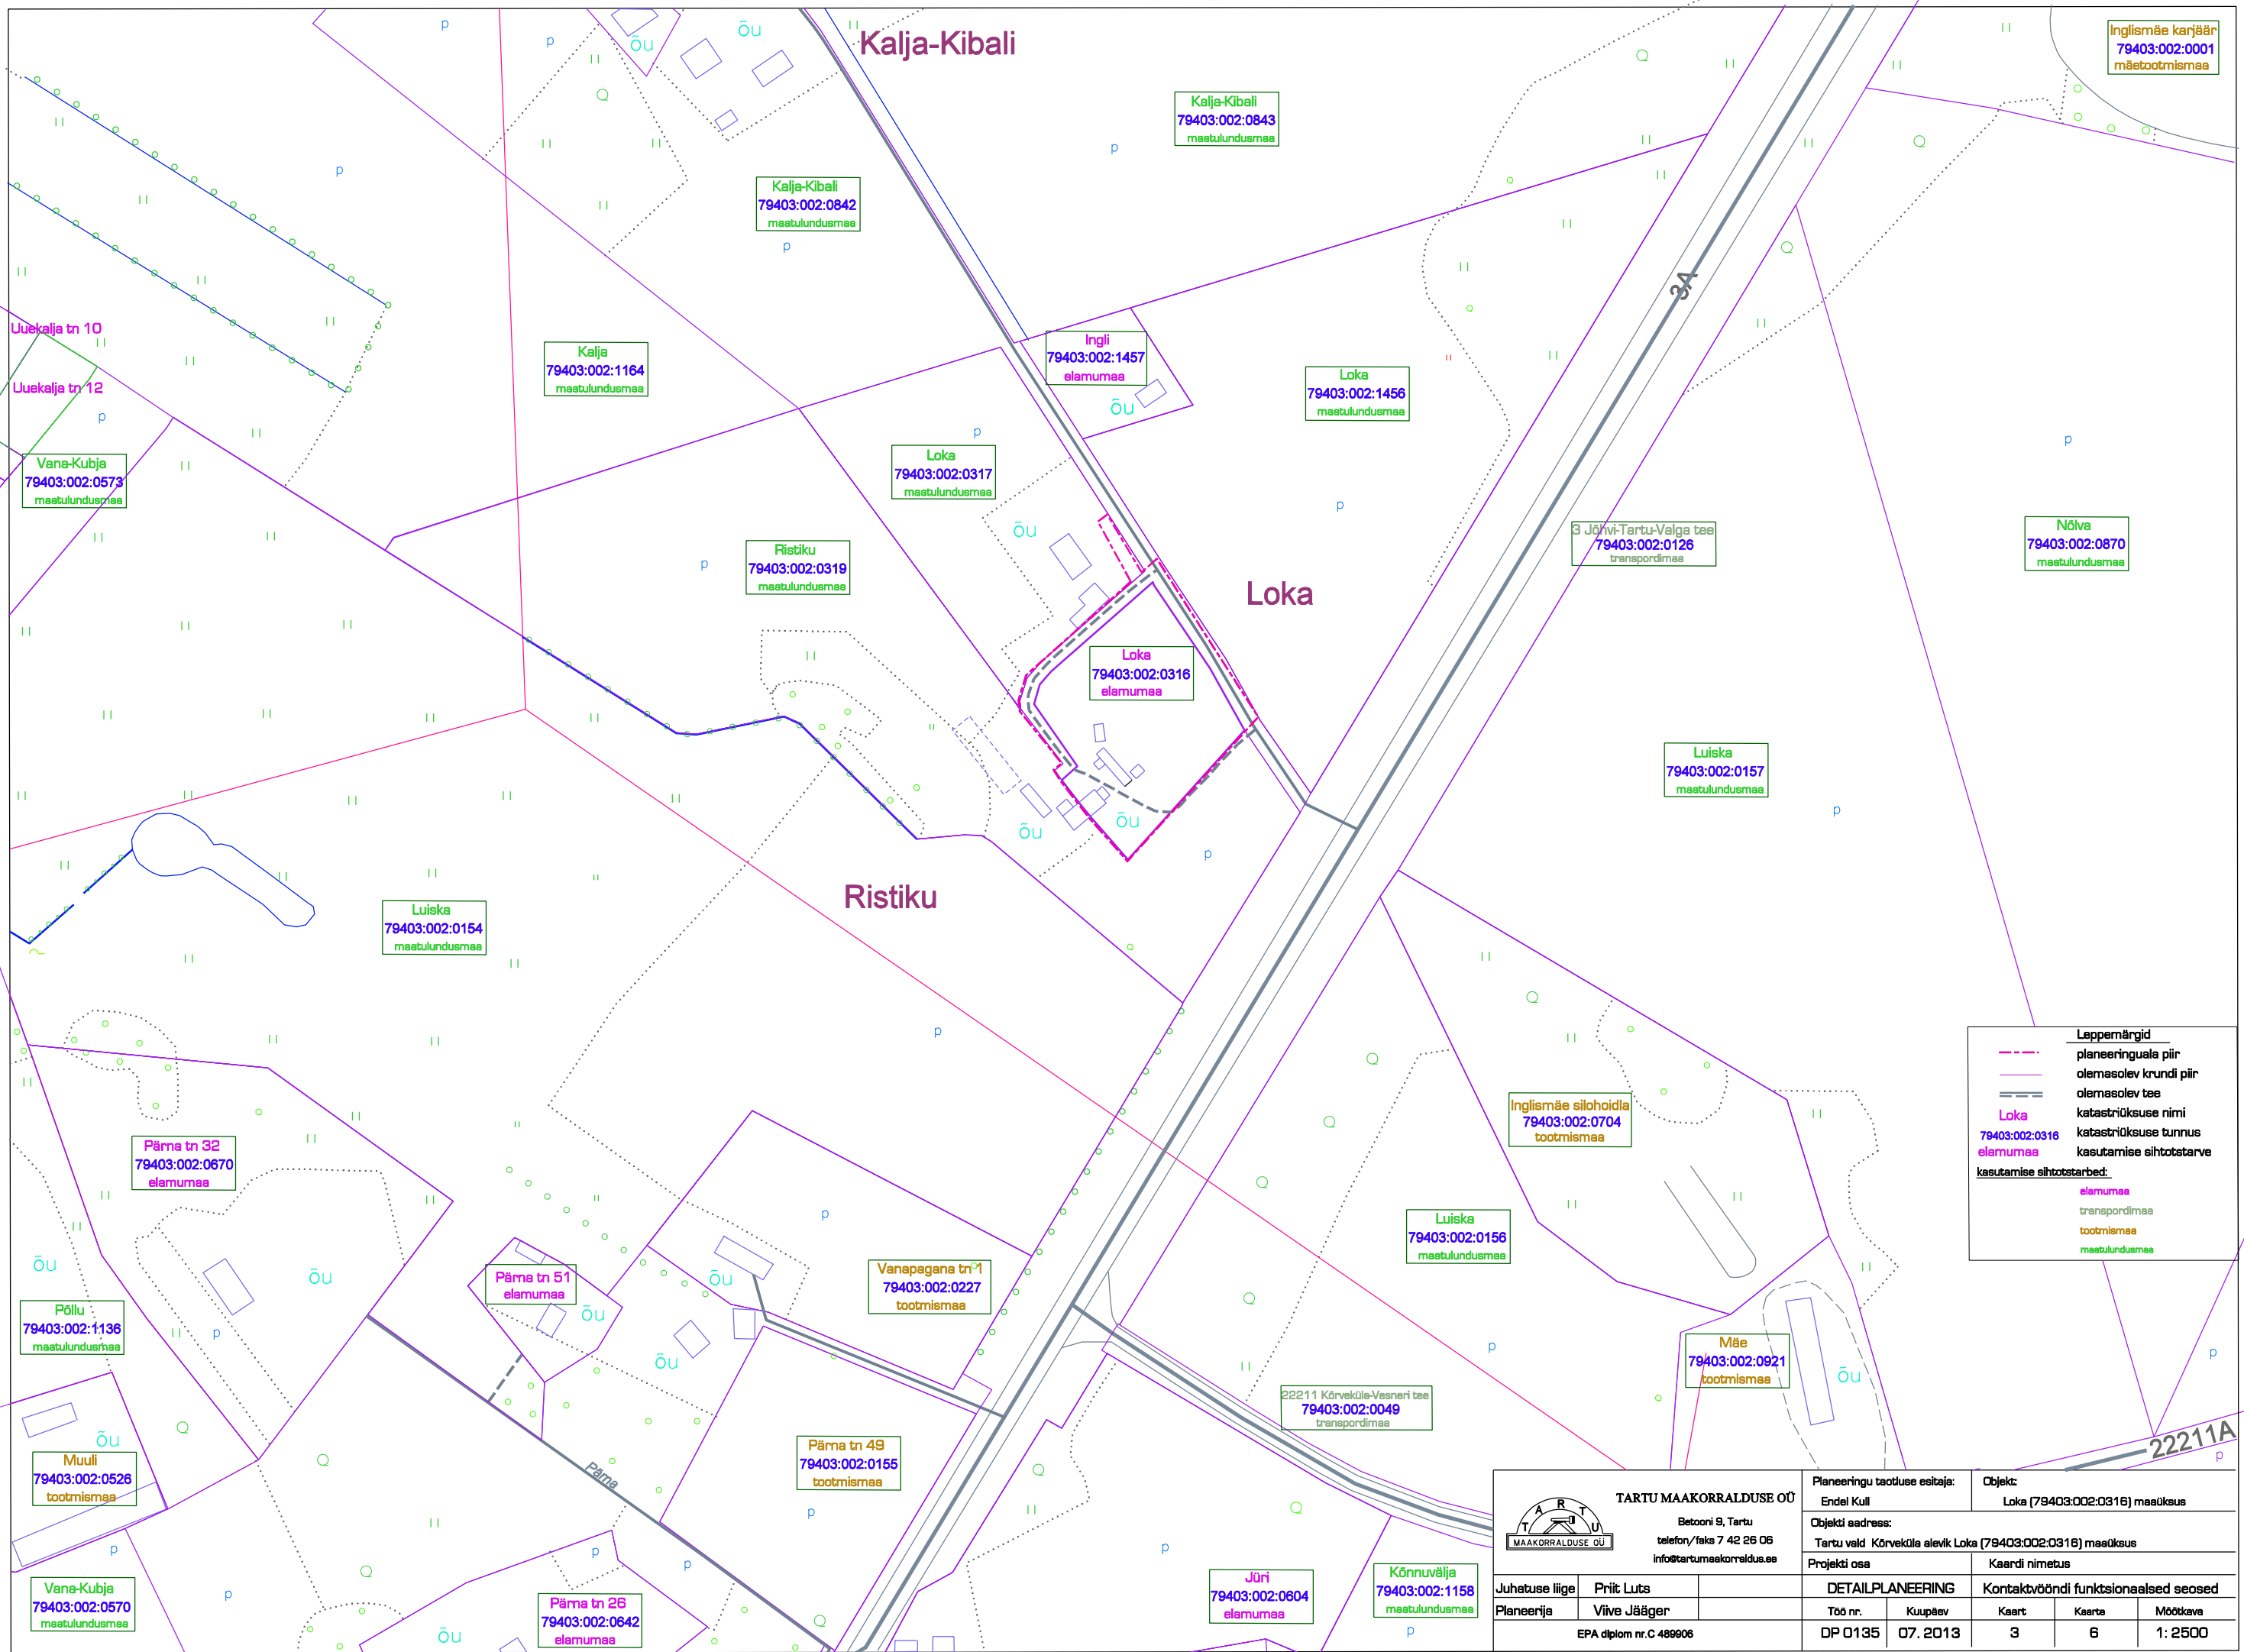 Kalja-Kibali
Inglismäe karjäär
79403:002:0001
mäetootmismaa
Kalja-Kibali
79403:002:0843
maatulundusmaa
Kalja-Kibali
79403:002:0842
maatulundusmaa
3A
Uuekalja tn 10
Uuekalja tn 12
Kalja
79403:002:1164
maatulundusmaa
Ingli
79403:002:1457
elamumaa
õu
Loka
79403:002:1456
maatulundusmaa
Vana-Kubja
79403:002:0573
maatulundusmaa
Loka
79403:002:0317
maatulundusmaa
õu
Ristiku
79403:002:0319
maatulundusmaa
3 Jõhvi-Tartu-Valga tee
79403:002:0126
transpordimaa
Nõlva
79403:002:0870
maatulundusmaa
Loka
Loka
79403:002:0316
elamumaa
õu
õu
Luiska
79403:002:0157
maatulundusmaa
Ristiku
Luiska
79403:002:0154
maatulundusmaa
Leppemärgid
planeeringuala piir
olemasolev krundi piir
olemasolev tee
Loka katastriüksuse nimi
79403:002:0316 katastriüksuse tunnus
elamumaa kasutamise sihtotstarve
kasutamise sihtotstarbed:
elamumaa
transpordimaa
tootmismaa
maatulundusmaa
Inglismäe silohoidla
79403:002:0704
tootmismaa
Pärna tn 32
79403:002:0670
elamumaa
Luiska
79403:002:0156
maatulundusmaa
Pärna tn 51
elamumaa
õu
Vanapagana tn 1
79403:002:0227
tootmismaa
Põllu
79403:002:1136
maatulundusmaa
Mäe
79403:002:0921
tootmismaa
õu
22211 Kõrveküla-Vesneri tee
79403:002:0049
transpordimaa
22211A
Muuli
79403:002:0526
tootmismaa
Pärna
Pärna tn 49
79403:002:0155
tootmismaa
Vana-Kubja
79403:002:0570
maatulundusmaa
Pärna tn 26
79403:002:0642
elamumaa
Jüri
79403:002:0604
elamumaa
Kõnnuvälja
79403:002:1158
maatulundusmaa
TARTU
MAAKORRALDUSE OÜ
TARTU MAAKORRALDUSE OÜ
Betooni 9, Tartu
telefon/faks 7 42 26 06
info@tartumaakorraldus.ee
Planeeringu taotluse esitaja:
Endel Kull
Objekt:
Loka (79403:002:0316) maaüksus
Objekti aadress:
Tartu vald Kõrveküla alevik Loka (79403:002:0316) maaüksus
Projekti osa Kaardi nimetus
Juhatuse liige Priit Luts DETAILPLANEERING Kontaktvööndi funktsionaalsed seosed
Planeerija Viive Jääger Töö nr. Kuupäev Kaart Kaarte Mõõtkava
EPA diplom nr.C 489906 DP 0135 07. 2013 3 6 1: 2500